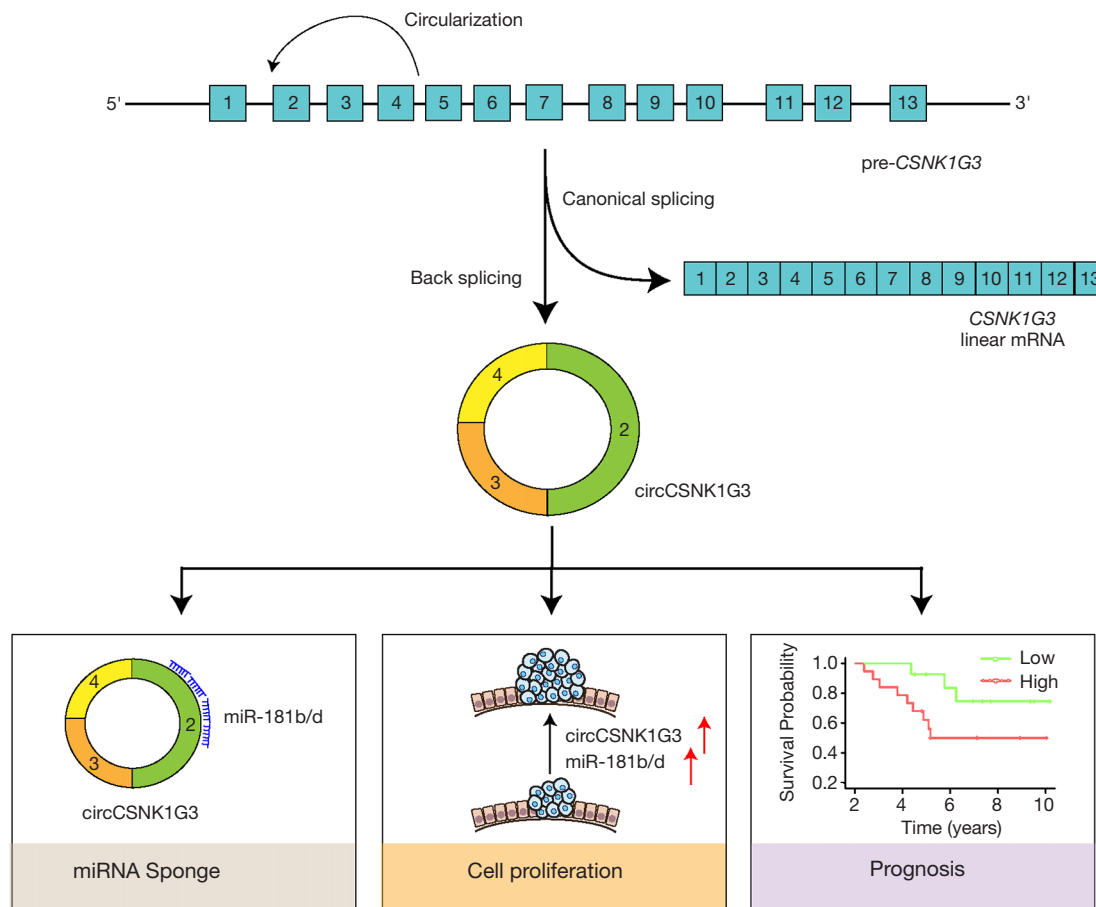 Circularization
5' 1 2 3 4 5 6 7 8 9 10 11 12 13 3'
pre-CSNK1G3
Canonical splicing
Back splicing
1 2 3 4 5 6 7 8 9 10 11 12 13
CSNK1G3
linear mRNA
4
2
3
circCSNK1G3
4
2
3
miR-181b/d
circCSNK1G3
miRNA Sponge
circCSNK1G3
miR-181b/d
Cell proliferation
Low
High
Survival Probability
1.0
0.8
0.6
0.4
0.2
2 4 6 8 10
Time (years)
Prognosis